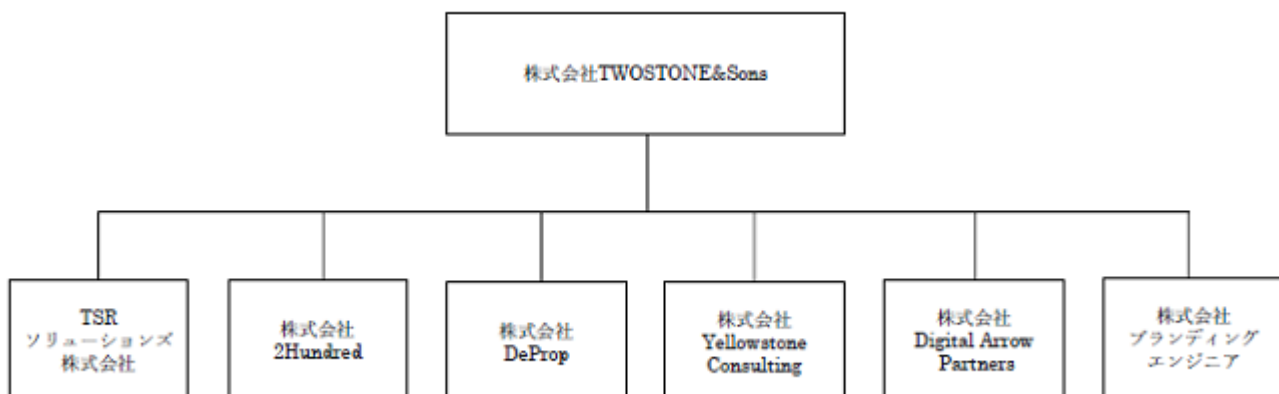 株式会社TWOSTONE&Sons
TSR
ソリューションズ
株式会社
株式会社
2Hundred
株式会社
DeProp
株式会社
Yellowstone
Consulting
株式会社
Digital Arrow
Partners
株式会社
ブランディング
エンジニア